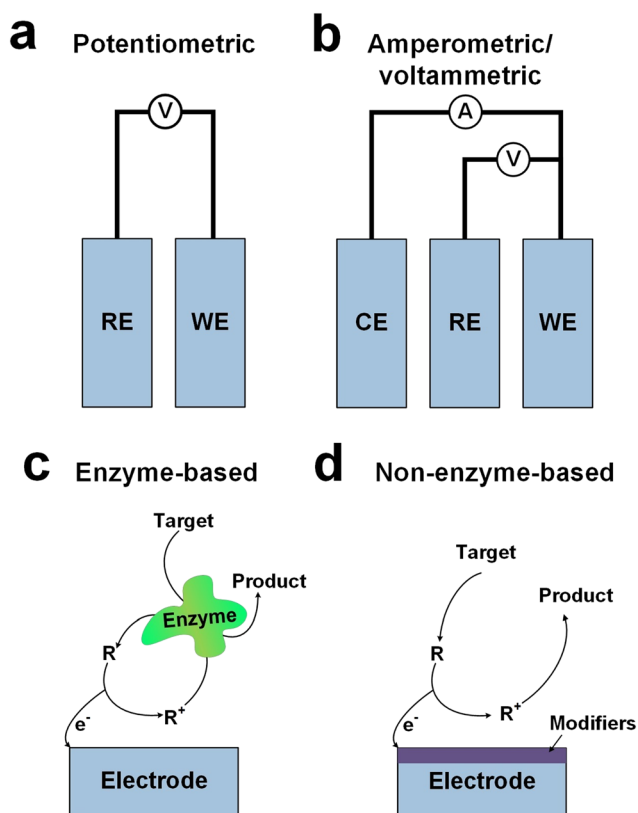 a
Potentiometric
V
RE
WE
b
Amperometric/
voltammetric
A
V
CE
RE
WE
c
Enzyme-based
Target
Product
Enzyme
R
R+
e-
Electrode
d
Non-enzyme-based
Target
Product
R
R+
e-
Modifiers
Electrode